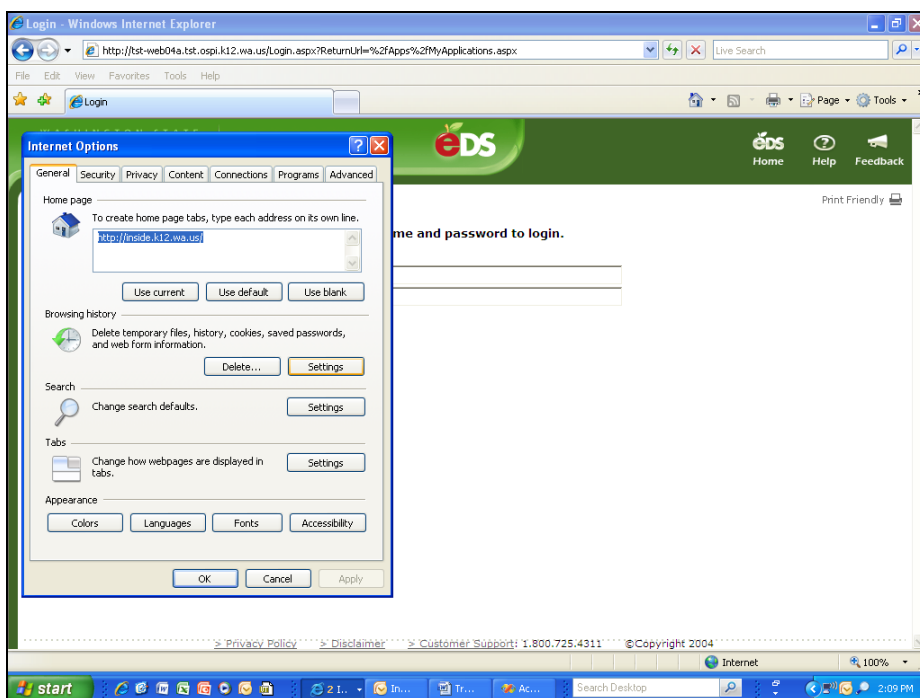 Login - Windows Internet Explorer
http://tst-web04a.tst.ospi.k12.wa.us/Login.aspx?ReturnUrl=%2fApps%2fMyApplications.aspx
Live Search
File Edit View Favorites Tools Help
Login
Page Tools
eDS
eDS
Home Help Feedback
Internet Options
General Security Privacy Content Connections Programs Advanced
Print Friendly
Home page
To create home page tabs, type each address on its own line.
http://inside.k12.wa.us/
me and password to login.
Use current Use default Use blank
Browsing history
Delete temporary files, history, cookies, saved passwords,
and web form information.
Delete... Settings
Search
Change search defaults. Settings
Tabs
Change how webpages are displayed in
tabs.
Settings
Appearance
Colors Languages Fonts Accessibility
OK Cancel Apply
> Privacy Policy > Disclaimer > Customer Support: 1.800.725.4311 ©Copyright 2004
Internet 100%
start 2 I... In... Tr... Ac... Search Desktop 2:09 PM